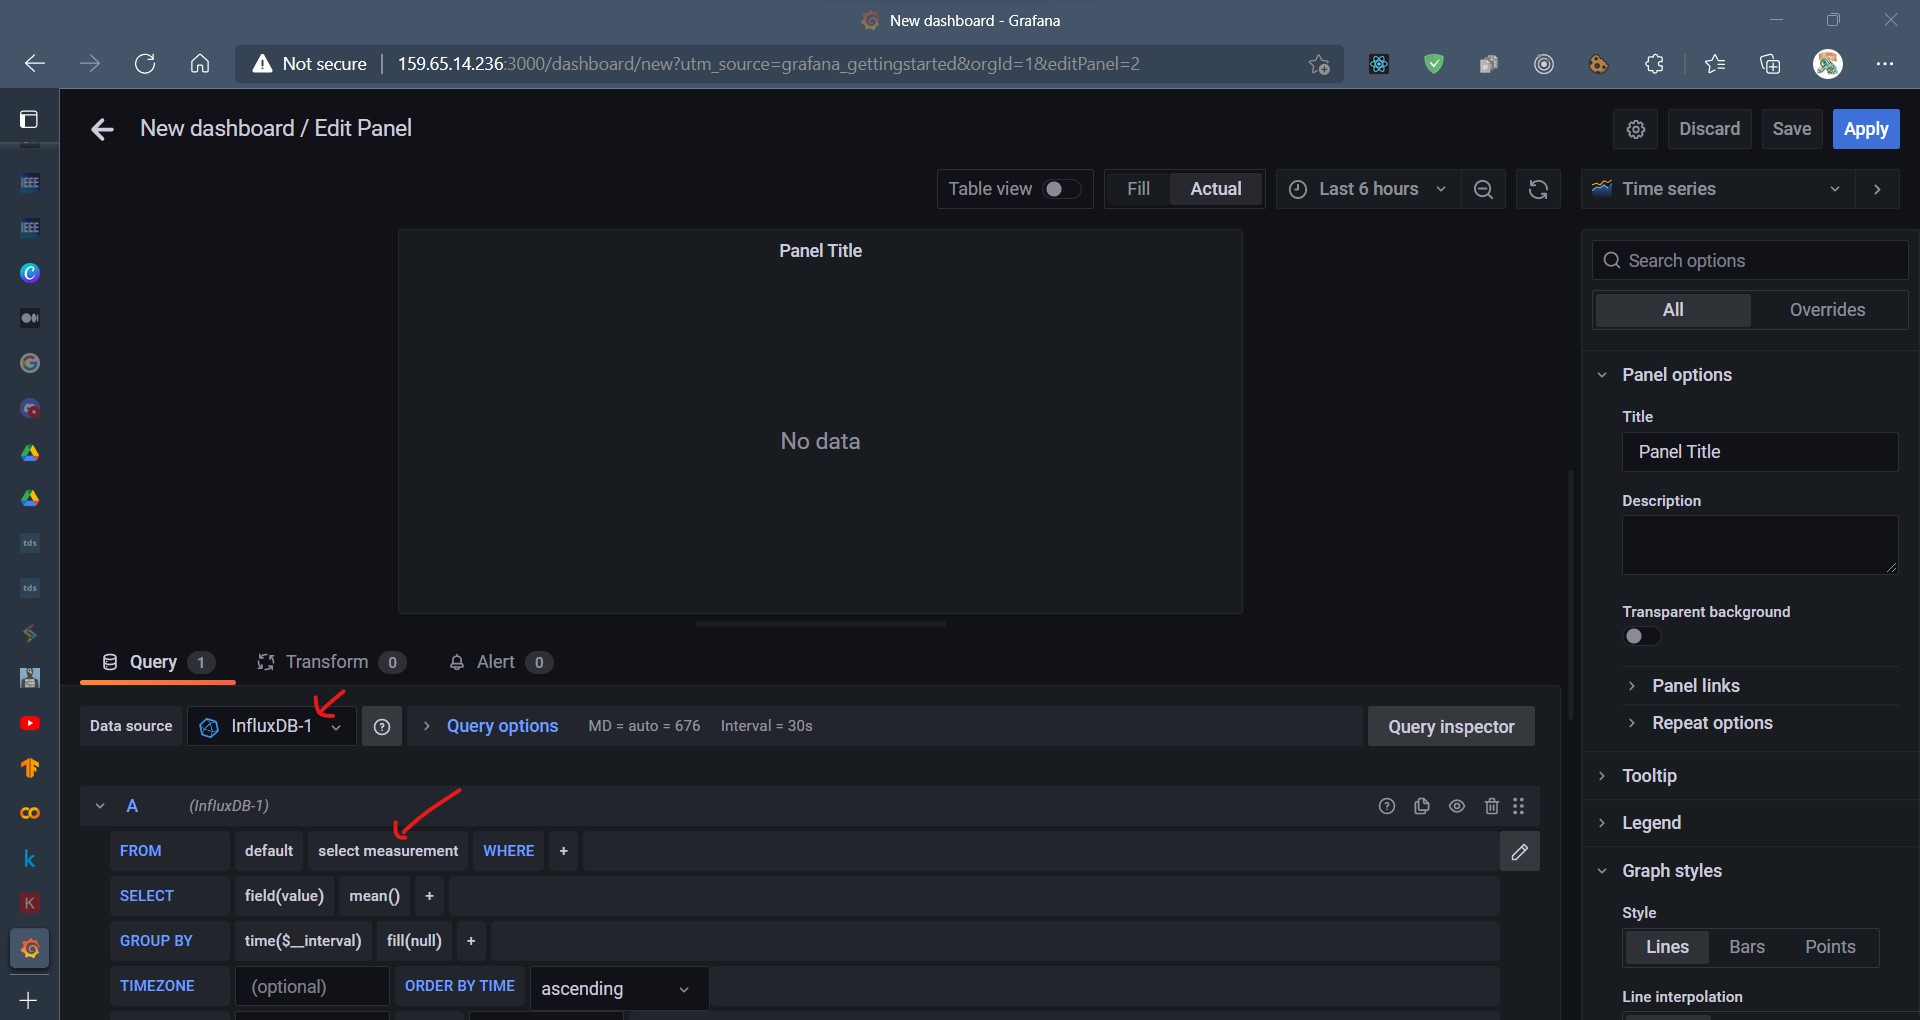 New dashboard - Grafana
Not secure 159.65.14.236:3000/dashboard/new?utm_source=grafana_gettingstarted&orgId=1&editPanel=2
New dashboard / Edit Panel
Discard Save Apply
Table view Fill Actual Last 6 hours Time series
Panel Title
No data
Search options
All Overrides
Panel options
Title
Panel Title
Description
Transparent background
Panel links
Repeat options
Tooltip
Legend
Graph styles
Style
Lines Bars Points
Line interpolation
Query 1 Transform 0 Alert 0
Data source InfluxDB-1 Query options MD = auto = 676 Interval = 30s Query inspector
A (InfluxDB-1)
FROM default select measurement WHERE +
SELECT field(value) mean() +
GROUP BY time($__interval) fill(null) +
TIMEZONE (optional) ORDER BY TIME ascending
IEEE
IEEE
tds
tds
k
K